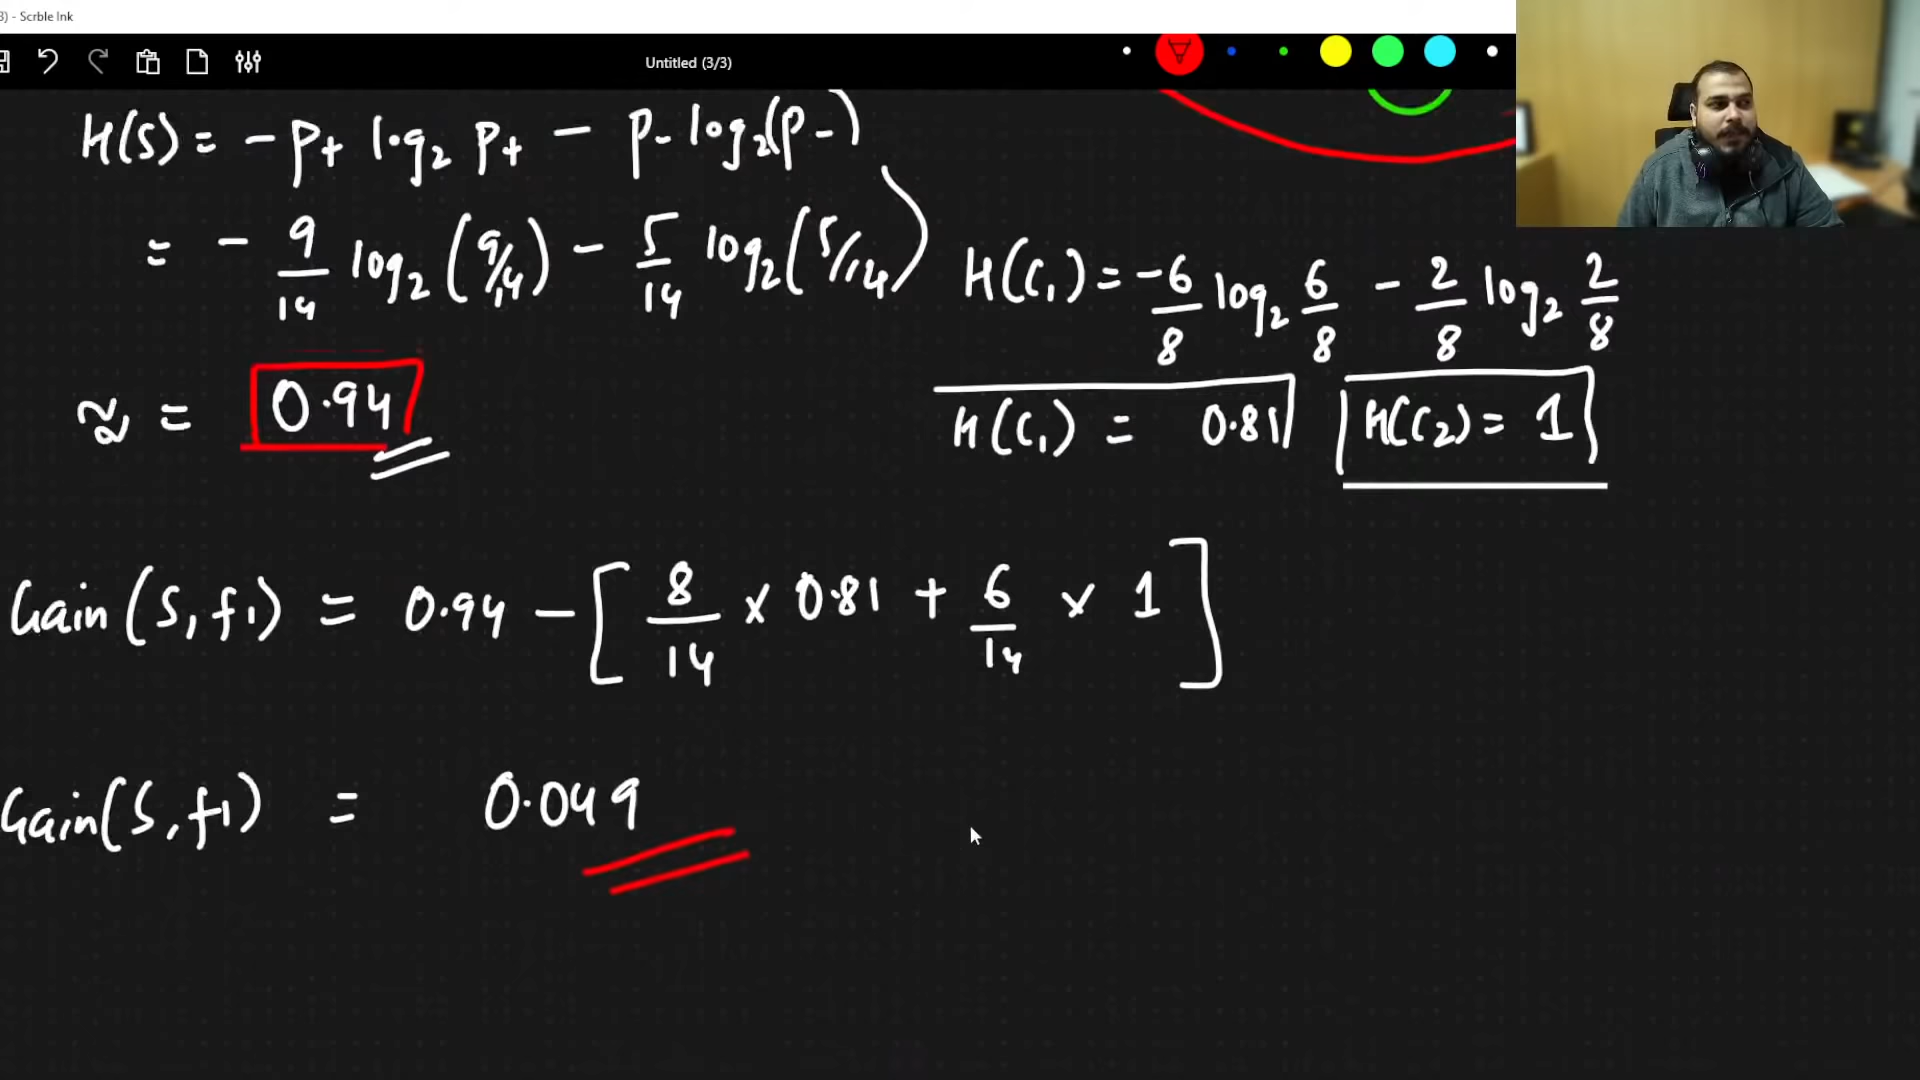 3) - Scrble Ink
Untitled (3/3)
H(S) = - p+ log2 p+ - p- log2(p-)
= - 9/14 log2 (9/14) - 5/14 log2 (5/14)
H(C1) = -6/8 log2 6/8 - 2/8 log2 2/8
≈ = 0.94
H(C1) = 0.81
H(C2) = 1
Gain (S, f1) = 0.94 - [ 8/14 x 0.81 + 6/14 x 1 ]
Gain(S, f1) = 0.049